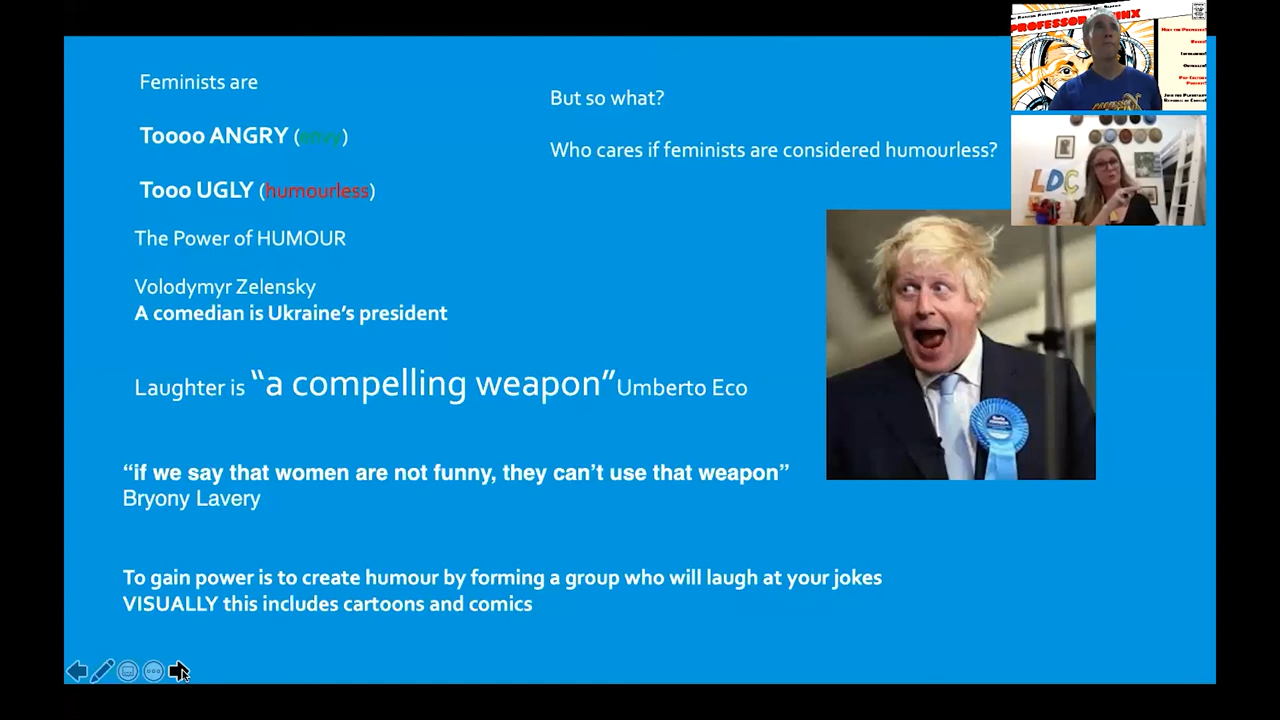 Feminists are
Toooo ANGRY (envy)
Tooo UGLY (humourless)
The Power of HUMOUR
Volodymyr Zelensky
A comedian is Ukraine's president
Laughter is “a compelling weapon”Umberto Eco
“if we say that women are not funny, they can't use that weapon”
Bryony Lavery
To gain power is to create humour by forming a group who will laugh at your jokes
VISUALLY this includes cartoons and comics
But so what?
Who cares if feminists are considered humourless?
PROFESSOR
LDC